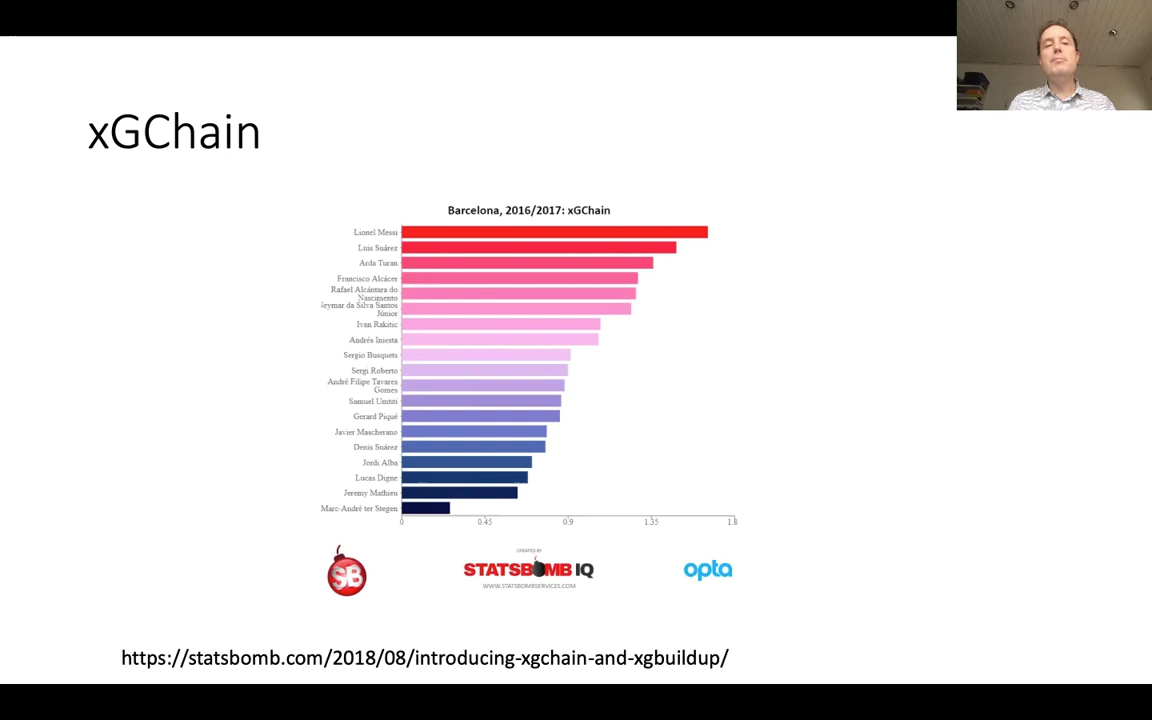 xGChain
Barcelona, 2016/2017: xGChain
Lionel Messi
Luis Suárez
Arda Turan
Francisco Alcácer
Rafael Alcántara do
Nascimento
Neymar da Silva Santos
Júnior
Ivan Rakitic
Andrés Iniesta
Sergio Busquets
Sergi Roberto
André Filipe Tavares
Gomes
Samuel Umtiti
Gerard Piqué
Javier Mascherano
Denis Suárez
Jordi Alba
Lucas Digne
Jeremy Mathieu
Marc-André ter Stegen
0 0.45 0.9 1.35 1.8
SB
CREATED BY
STATSBOMB IQ
WWW.STATSBOMBSERVICES.COM
opta
https://statsbomb.com/2018/08/introducing-xgchain-and-xgbuildup/